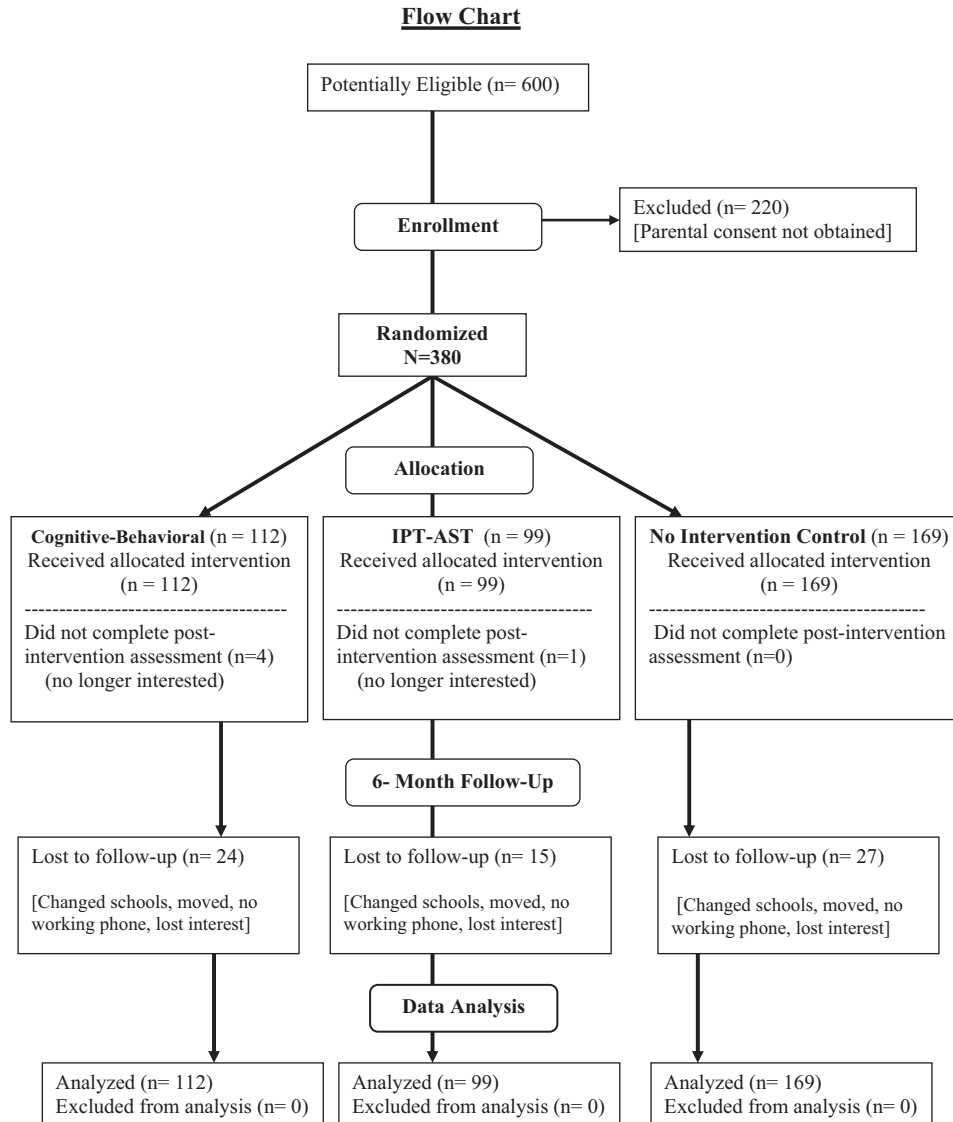 Flow Chart
Potentially Eligible (n= 600)
Enrollment
Excluded (n= 220)
[Parental consent not obtained]
Randomized
N=380
Allocation
Cognitive-Behavioral (n = 112)
Received allocated intervention
(n = 112)
----------------------------------------
Did not complete post-
intervention assessment (n=4)
(no longer interested)
IPT-AST (n = 99)
Received allocated intervention
(n = 99)
----------------------------------------
Did not complete post-
intervention assessment (n=1)
(no longer interested)
No Intervention Control (n = 169)
Received allocated intervention
(n = 169)
-------------------------------------------
Did not complete post-intervention
assessment (n=0)
6- Month Follow-Up
Lost to follow-up (n= 24)
[Changed schools, moved, no
working phone, lost interest]
Lost to follow-up (n= 15)
[Changed schools, moved, no
working phone, lost interest]
Lost to follow-up (n= 27)
[Changed schools, moved, no
working phone, lost interest]
Data Analysis
Analyzed (n= 112)
Excluded from analysis (n= 0)
Analyzed (n= 99)
Excluded from analysis (n= 0)
Analyzed (n= 169)
Excluded from analysis (n= 0)